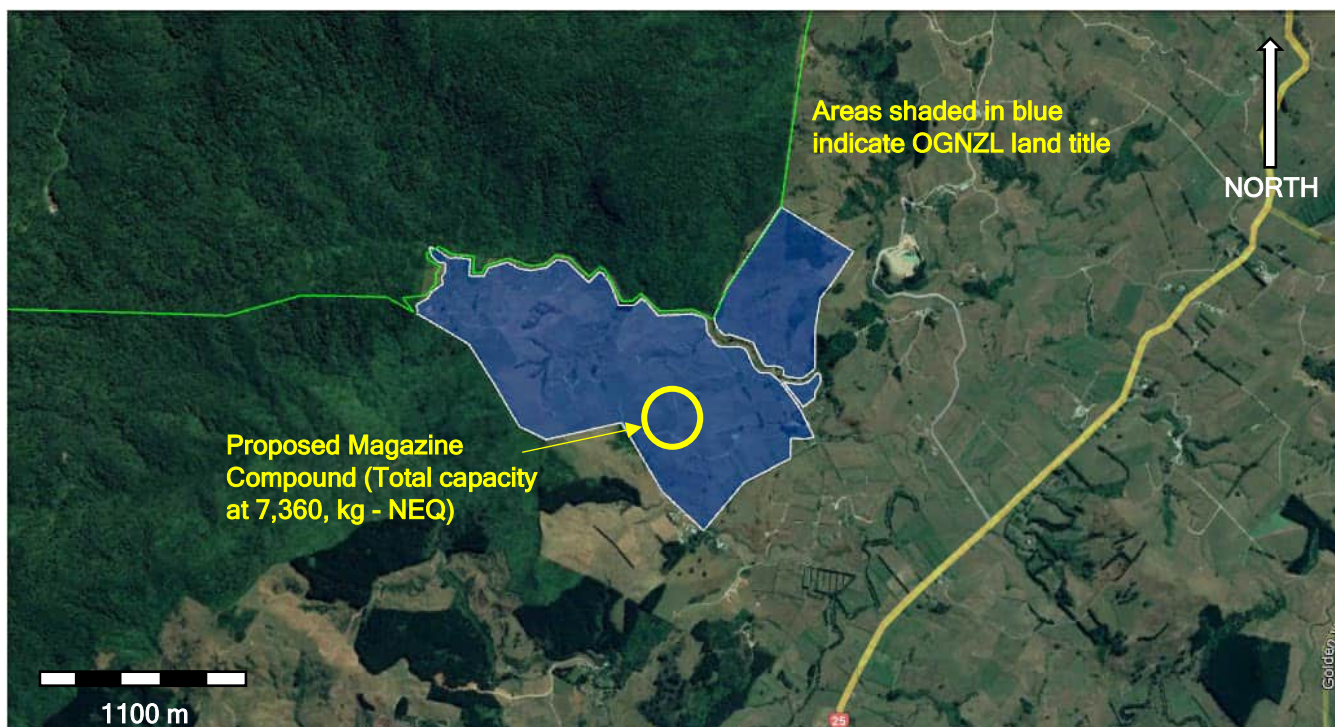 Areas shaded in blue
indicate OGNZL land title
NORTH
Proposed Magazine
Compound (Total capacity
at 7,360, kg - NEQ)
1100 m
25
Golden